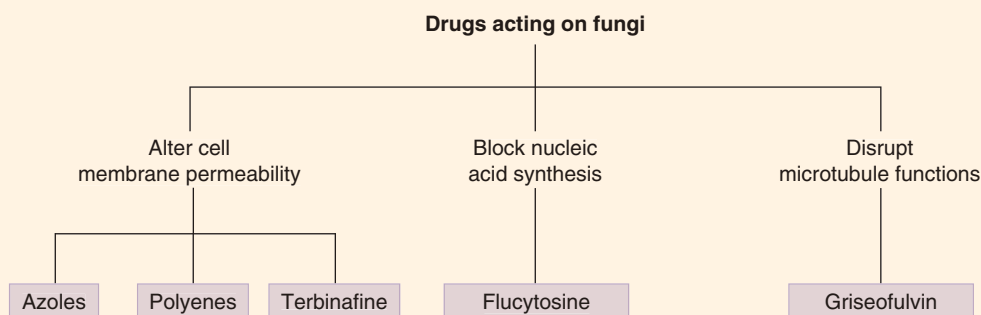 Drugs acting on fungi
Alter cell
membrane permeability
Block nucleic
acid synthesis
Disrupt
microtubule functions
Azoles
Polyenes
Terbinafine
Flucytosine
Griseofulvin